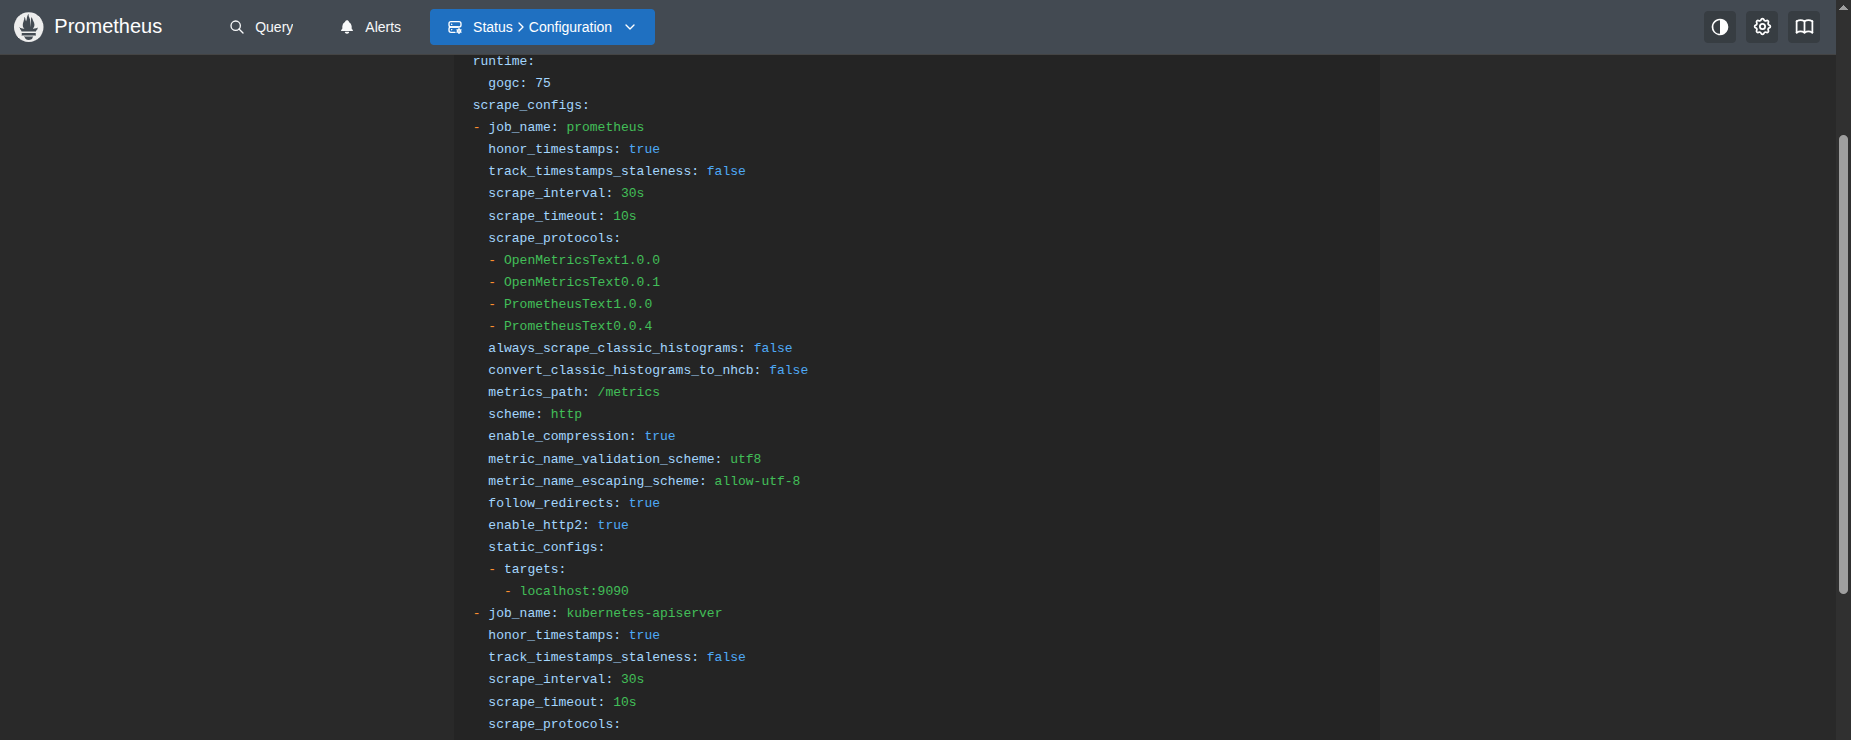 Prometheus
Query
Alerts
Status > Configuration
runtime:
  gogc: 75
scrape_configs:
- job_name: prometheus
  honor_timestamps: true
  track_timestamps_staleness: false
  scrape_interval: 30s
  scrape_timeout: 10s
  scrape_protocols:
  - OpenMetricsText1.0.0
  - OpenMetricsText0.0.1
  - PrometheusText1.0.0
  - PrometheusText0.0.4
  always_scrape_classic_histograms: false
  convert_classic_histograms_to_nhcb: false
  metrics_path: /metrics
  scheme: http
  enable_compression: true
  metric_name_validation_scheme: utf8
  metric_name_escaping_scheme: allow-utf-8
  follow_redirects: true
  enable_http2: true
  static_configs:
  - targets:
    - localhost:9090
- job_name: kubernetes-apiserver
  honor_timestamps: true
  track_timestamps_staleness: false
  scrape_interval: 30s
  scrape_timeout: 10s
  scrape_protocols: